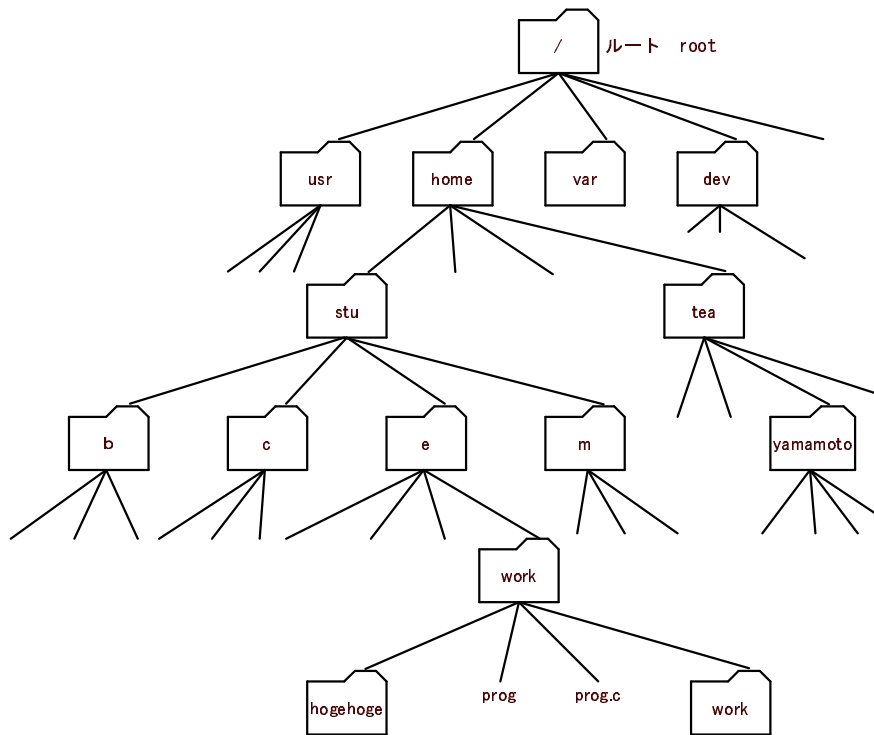 / ルート root
usr home var dev
stu tea
b c e m yamamoto
work
hogehoge prog prog.c work